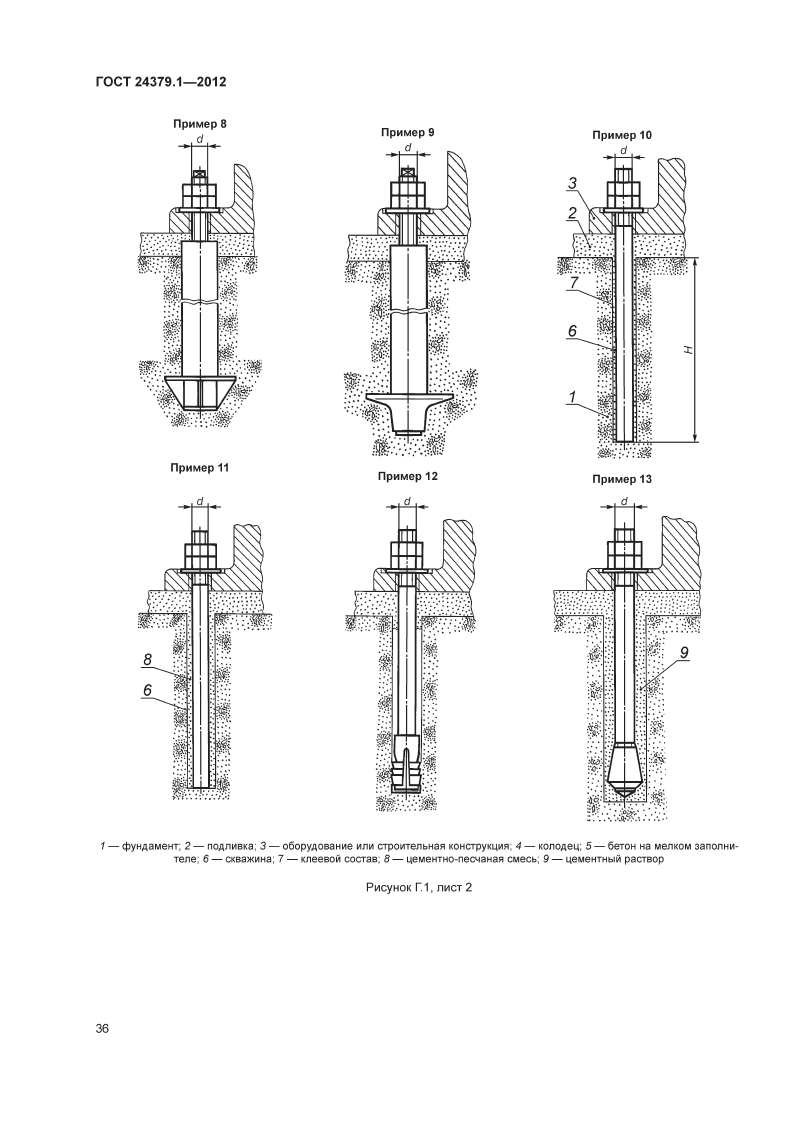 ГОСТ 24379.1—2012
Пример 8
d
Пример 9
d
Пример 10
d
3
2
7
6
1
H
Пример 11
d
8
6
Пример 12
d
Пример 13
d
9
1 — фундамент; 2 — подливка; 3 — оборудование или строительная конструкция; 4 — колодец; 5 — бетон на мелком заполни-
теле; 6 — скважина; 7 — клеевой состав; 8 — цементно-песчаная смесь; 9 — цементный раствор
Рисунок Г.1, лист 2
36